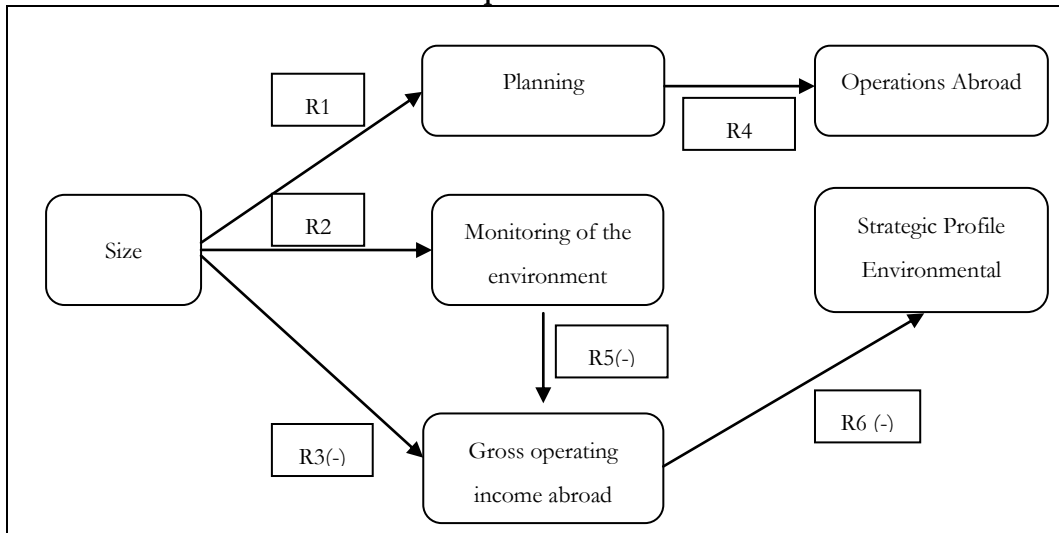 R1
Planning
R4
Operations Abroad
Size
R2
Monitoring of the
environment
Strategic Profile
Environmental
R5(-)
R3(-)
Gross operating
income abroad
R6 (-)